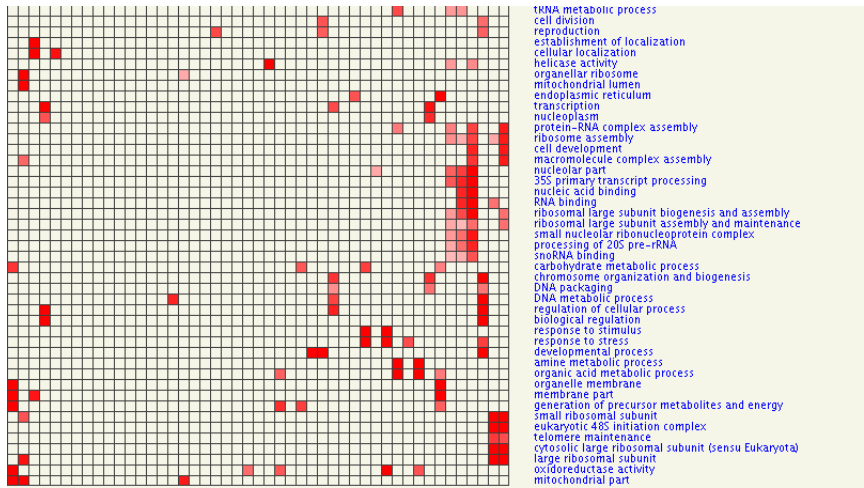 tRNA metabolic process
cell division
reproduction
establishment of localization
cellular localization
helicase activity
organellar ribosome
mitochondrial lumen
endoplasmic reticulum
transcription
nucleoplasm
protein-RNA complex assembly
ribosome assembly
cell development
macromolecule complex assembly
nucleolar part
35S primary transcript processing
nucleic acid binding
RNA binding
ribosomal large subunit biogenesis and assembly
ribosomal large subunit assembly and maintenance
small nucleolar ribonucleoprotein complex
processing of 20S pre-rRNA
snoRNA binding
carbohydrate metabolic process
chromosome organization and biogenesis
DNA packaging
DNA metabolic process
regulation of cellular process
biological regulation
response to stimulus
response to stress
developmental process
amine metabolic process
organic acid metabolic process
organelle membrane
membrane part
generation of precursor metabolites and energy
small ribosomal subunit
eukaryotic 48S initiation complex
telomere maintenance
cytosolic large ribosomal subunit (sensu Eukaryota)
large ribosomal subunit
oxidoreductase activity
mitochondrial part